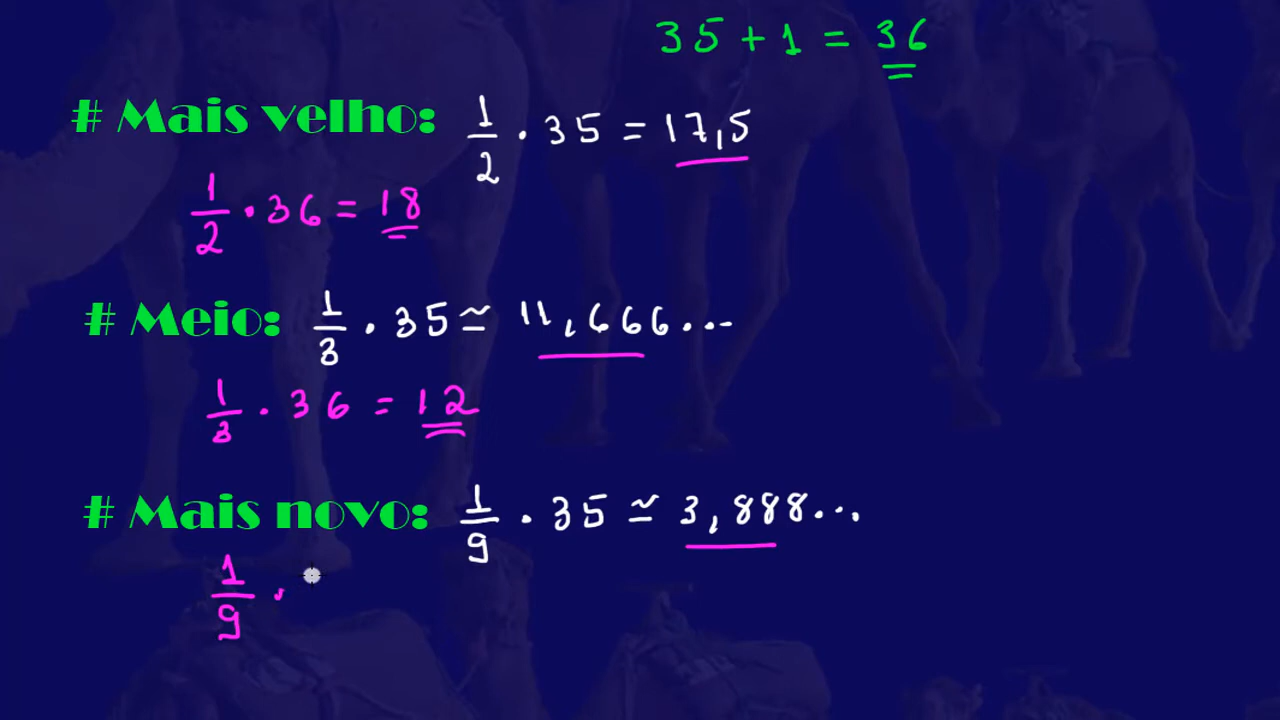 35 + 1 = 36
# Mais velho: 1/2 · 35 = 17,5
1/2 · 36 = 18
# Meio: 1/3 · 35 ≃ 11,666...
1/3 · 36 = 12
# Mais novo: 1/9 · 35 ≃ 3,888...
1/9 ·